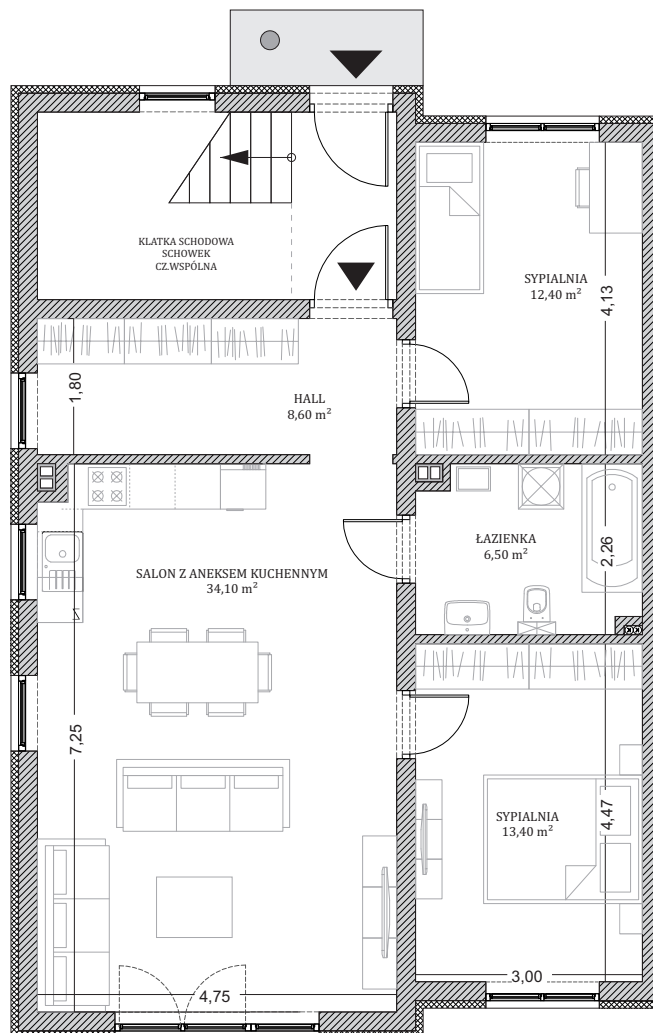 KLATKA SCHODOWA
SCHOWEK
CZ.WSPÓLNA
SYPIALNIA
12,40 m²
4,13
1,80
HALL
8,60 m²
ŁAZIENKA
6,50 m²
2,26
SALON Z ANEKSEM KUCHENNYM
34,10 m²
7,25
SYPIALNIA
13,40 m²
4,47
3,00
4,75